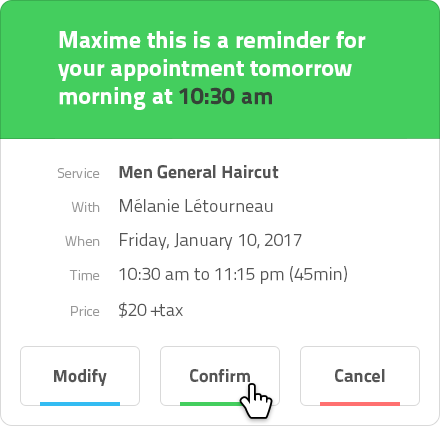 Maxime this is a reminder for
your appointment tomorrow
morning at 10:30 am
Service Men General Haircut
With Mélanie Létourneau
When Friday, January 10, 2017
Time 10:30 am to 11:15 pm (45min)
Price $20 +tax
Modify Confirm Cancel